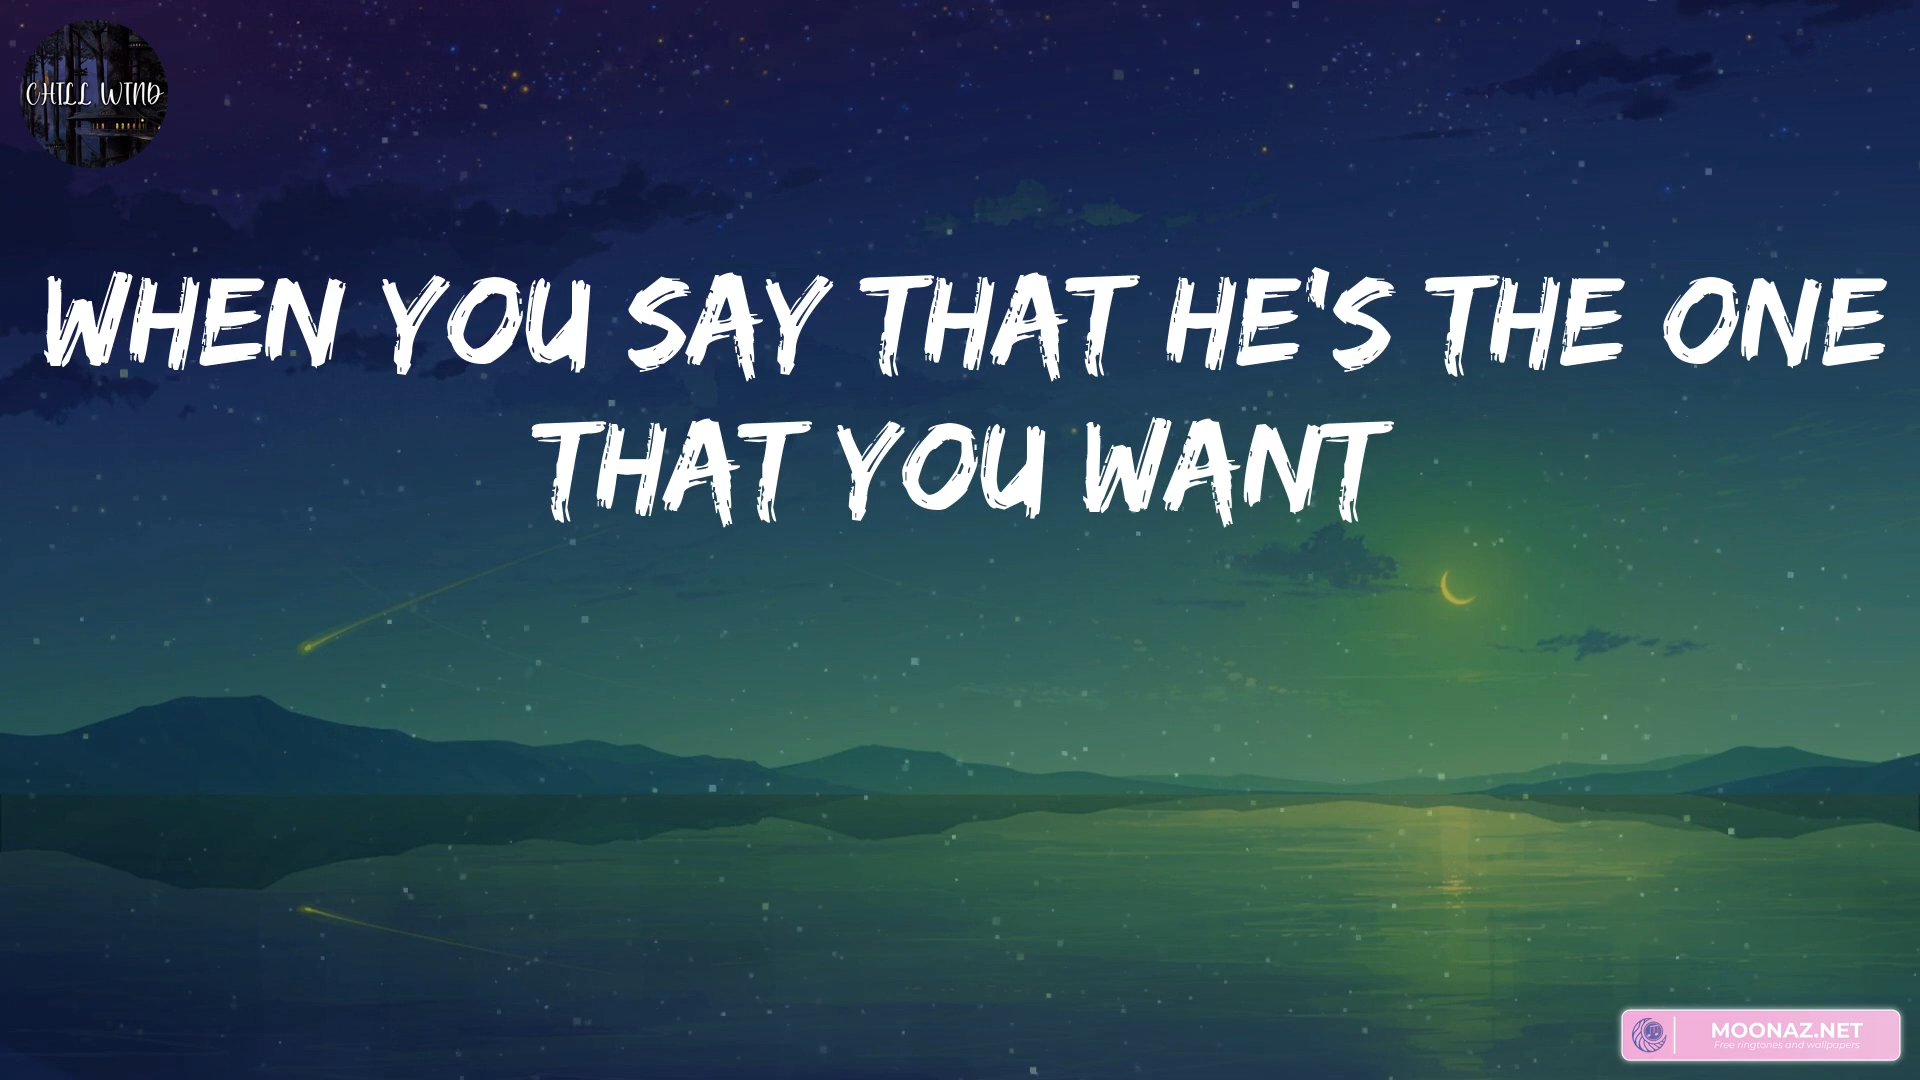 CHILL WIND
WHEN YOU SAY THAT HE'S THE ONE
THAT YOU WANT
MOONAZ.NET
Free ringtones and wallpapers